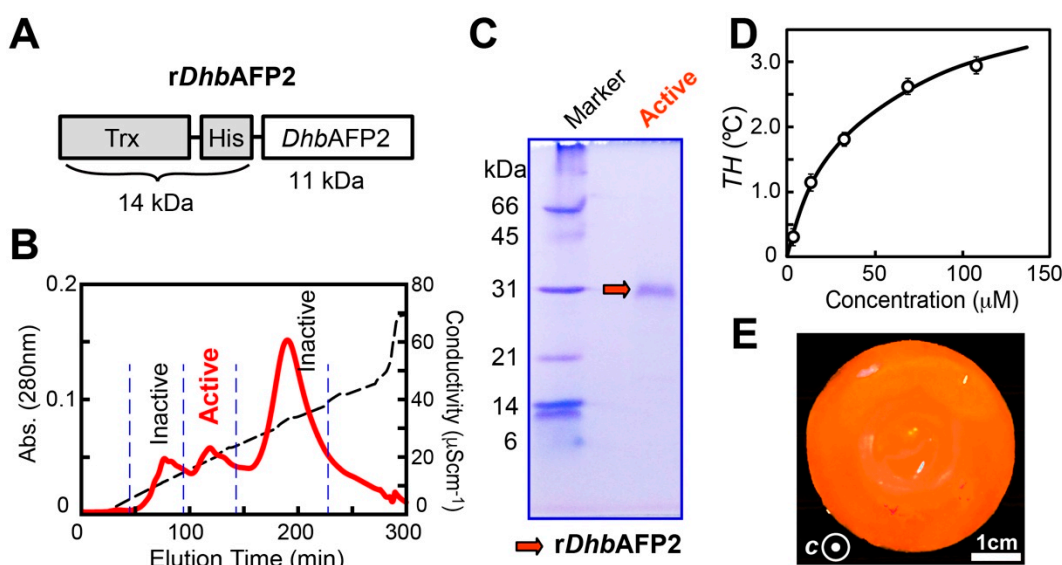 A
rDhbAFP2
Trx
His
DhbAFP2
14 kDa
11 kDa
B
0.2
0.1
0
Abs. (280nm)
Inactive
Active
Inactive
80
60
40
20
0
Conductivity (μScm-1)
0
100
200
300
Elution Time (min)
C
Marker
Active
kDa
66
45
31
21
14
6
rDhbAFP2
D
3.0
2.0
1.0
0
TH (ºC)
0
50
100
150
Concentration (μM)
E
c
1cm